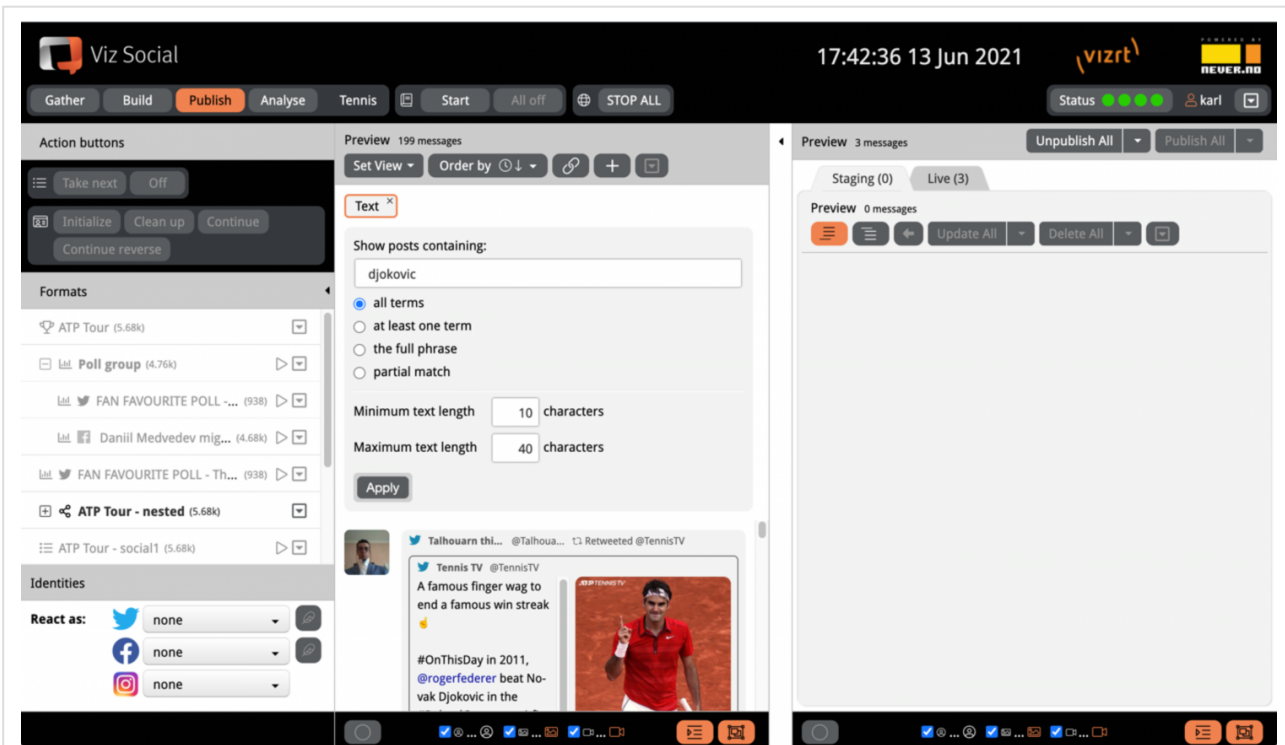 Viz Social
17:42:36 13 Jun 2021
vizrt
POWERED BY
NEVER.NO
Gather Build Publish Analyse Tennis Start All off STOP ALL
Status karl
Action buttons
Take next Off
Initialize Clean up Continue
Continue reverse
Formats
ATP Tour (5.68k)
Poll group (4.76k)
FAN FAVOURITE POLL -... (938)
Daniil Medvedev mig... (4.68k)
FAN FAVOURITE POLL - Th... (938)
ATP Tour - nested (5.68k)
ATP Tour - social1 (5.68k)
Identities
React as:
none
none
none
Preview 199 messages
Set View Order by
Text ×
Show posts containing:
djokovic
all terms
at least one term
the full phrase
partial match
Minimum text length 10 characters
Maximum text length 40 characters
Apply
Talhouarn thi... @Talhoua... Retweeted @TennisTV
Tennis TV @TennisTV
A famous finger wag to
end a famous win streak
#OnThisDay in 2011,
@rogerfederer beat No-
vak Djokovic in the
ATP TENNISTV
... ... ...
Preview 3 messages
Unpublish All Publish All
Staging (0) Live (3)
Preview 0 messages
Update All Delete All
... ... ...